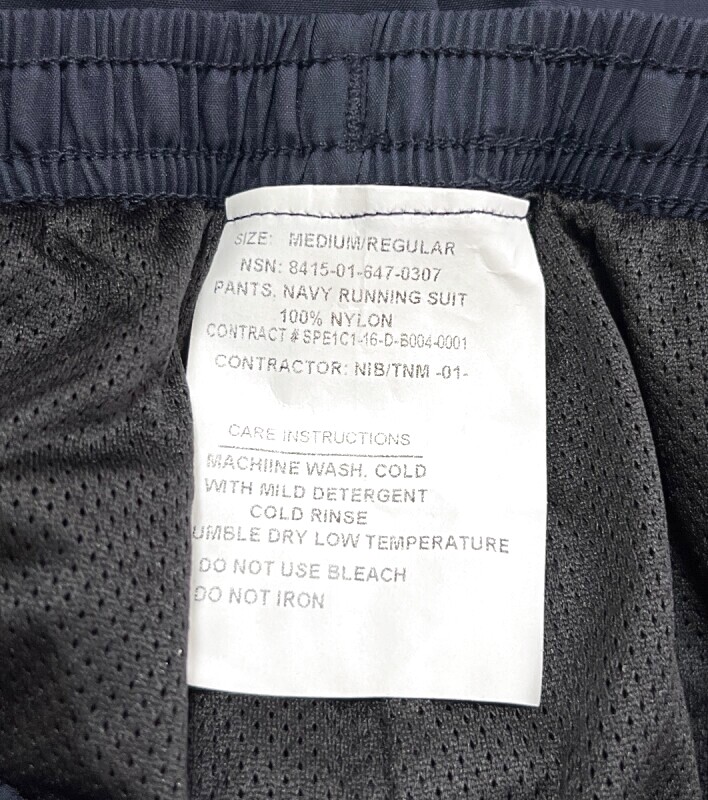 SIZE: MEDIUM/REGULAR
NSN: 8415-01-647-0307
PANTS, NAVY RUNNING SUIT
100% NYLON
CONTRACT # SPE1C1-16-D-B004-0001
CONTRACTOR: NIB/TNM -01-
CARE INSTRUCTIONS
MACHIINE WASH. COLD
WITH MILD DETERGENT
COLD RINSE
UMBLE DRY LOW TEMPERATURE
DO NOT USE BLEACH
DO NOT IRON